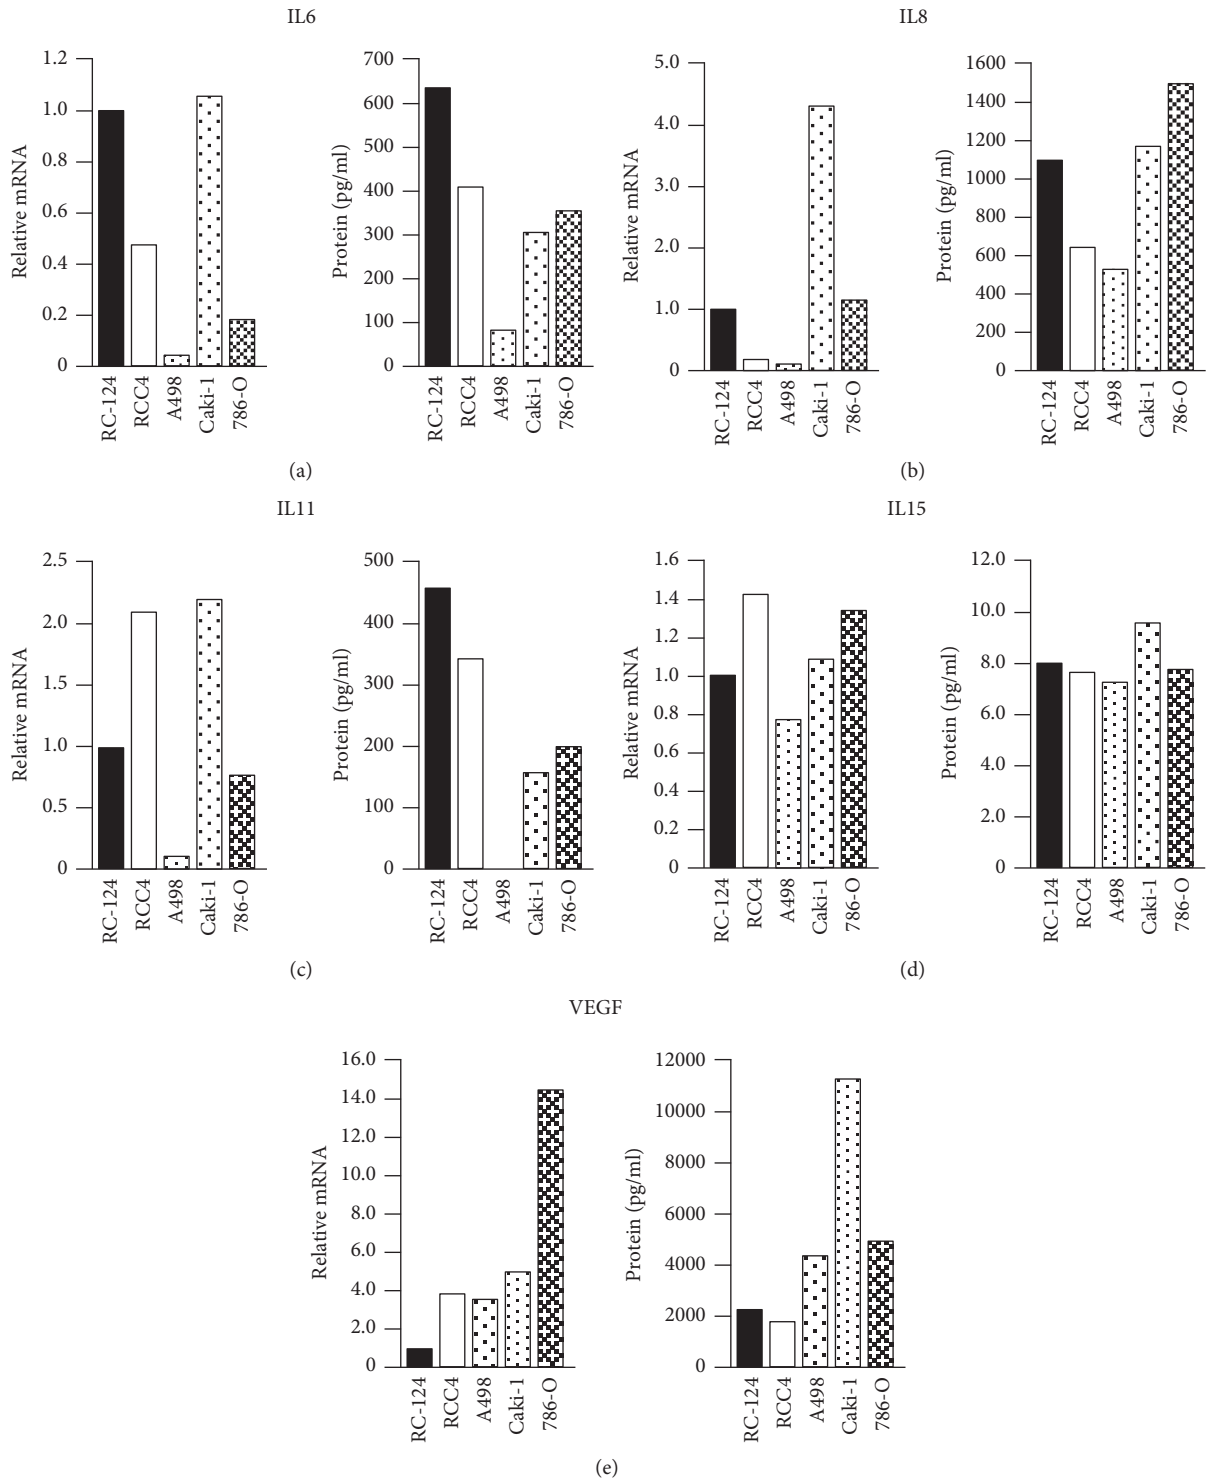 IL6
1.2
1.0
0.8
0.6
0.4
0.2
0
Relative mRNA
RC-124
RCC4
A498
Caki-1
786-O
700
600
500
400
300
200
100
0
Protein (pg/ml)
RC-124
RCC4
A498
Caki-1
786-O
(a)
IL8
5.0
4.0
3.0
2.0
1.0
0
Relative mRNA
RC-124
RCC4
A498
Caki-1
786-O
1600
1400
1200
1000
800
600
400
200
0
Protein (pg/ml)
RC-124
RCC4
A498
Caki-1
786-O
(b)
IL11
2.5
2.0
1.5
1.0
0.5
0
Relative mRNA
RC-124
RCC4
A498
Caki-1
786-O
500
400
300
200
100
0
Protein (pg/ml)
RC-124
RCC4
A498
Caki-1
786-O
(c)
IL15
1.6
1.4
1.2
1.0
0.8
0.6
0.4
0.2
0
Relative mRNA
RC-124
RCC4
A498
Caki-1
786-O
12.0
10.0
8.0
6.0
4.0
2.0
0
Protein (pg/ml)
RC-124
RCC4
A498
Caki-1
786-O
(d)
VEGF
16.0
14.0
12.0
10.0
8.0
6.0
4.0
2.0
0
Relative mRNA
RC-124
RCC4
A498
Caki-1
786-O
12000
10000
8000
6000
4000
2000
0
Protein (pg/ml)
RC-124
RCC4
A498
Caki-1
786-O
(e)